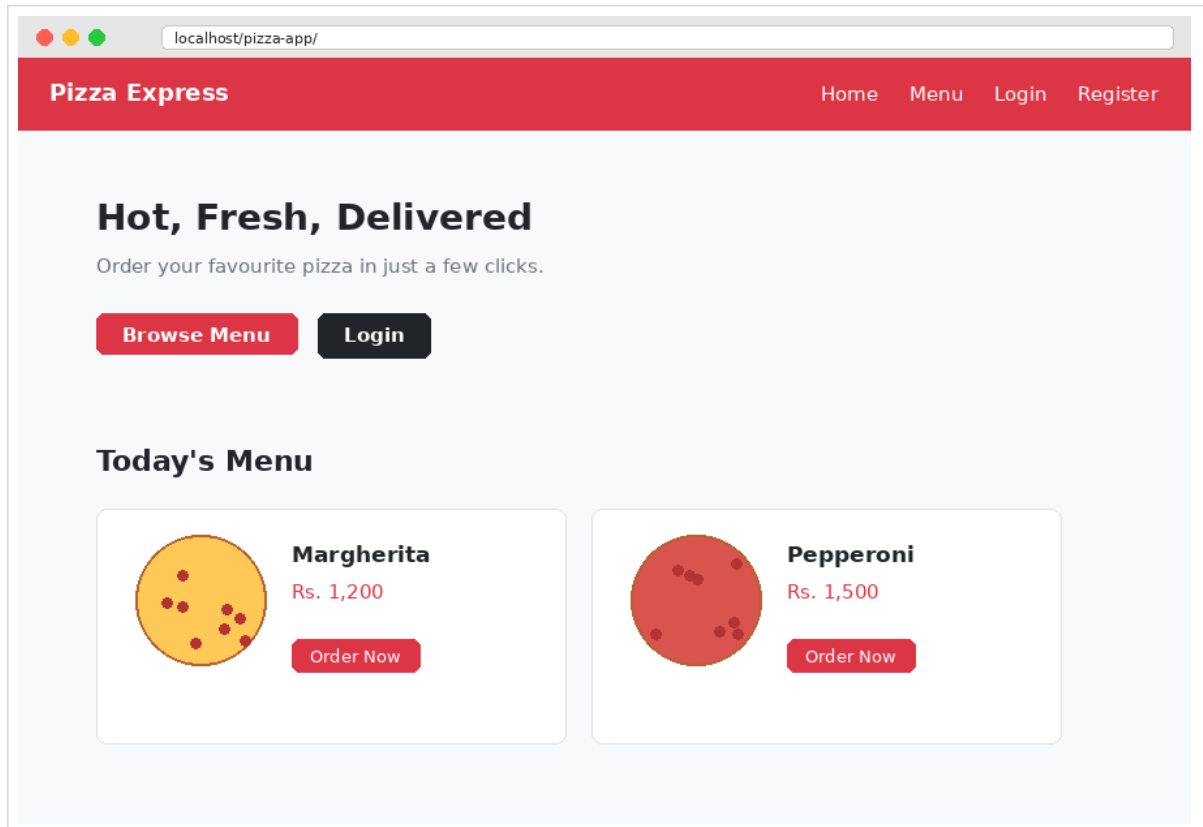 localhost/pizza-app/
Pizza Express
Home Menu Login Register
Hot, Fresh, Delivered
Order your favourite pizza in just a few clicks.
Browse Menu Login
Today's Menu
Margherita
Rs. 1,200
Order Now
Pepperoni
Rs. 1,500
Order Now